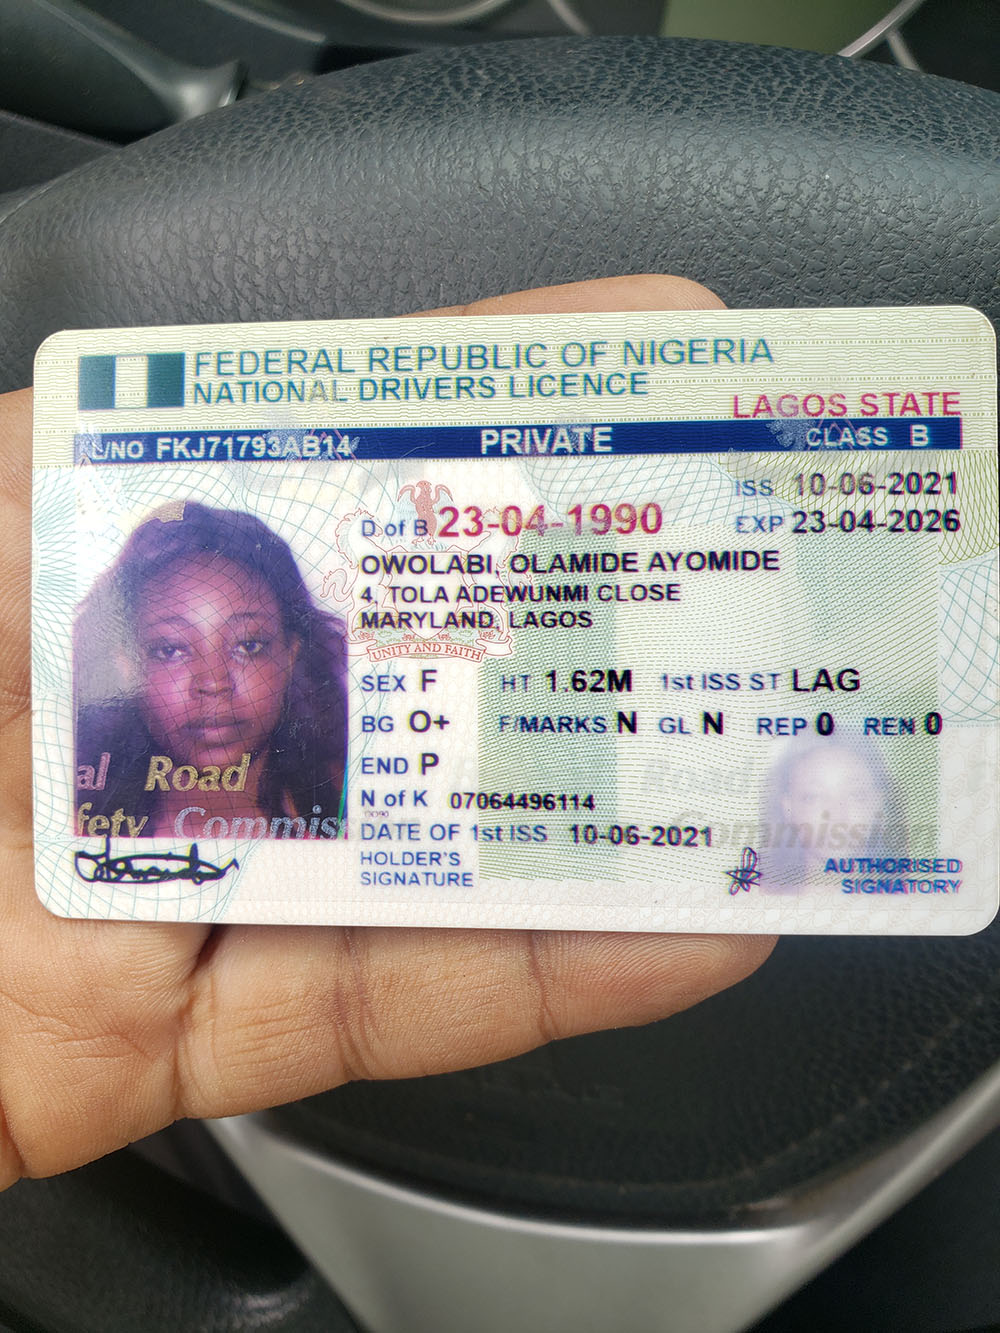 FEDERAL REPUBLIC OF NIGERIA
NATIONAL DRIVERS LICENCE
LAGOS STATE
L/NO FKJ71793AB14 PRIVATE CLASS B
ISS 10-06-2021
D of B 23-04-1990 EXP 23-04-2026
OWOLABI, OLAMIDE AYOMIDE
4, TOLA ADEWUNMI CLOSE
MARYLAND, LAGOS
UNITY AND FAITH
SEX F HT 1.62M 1st ISS ST LAG
BG O+ F/MARKS N GL N REP 0 REN 0
END P
al Road
fety Commiss
N of K 07064496114
DATE OF 1st ISS 10-06-2021
Commissi
HOLDER'S
SIGNATURE
AUTHORISED
SIGNATORY